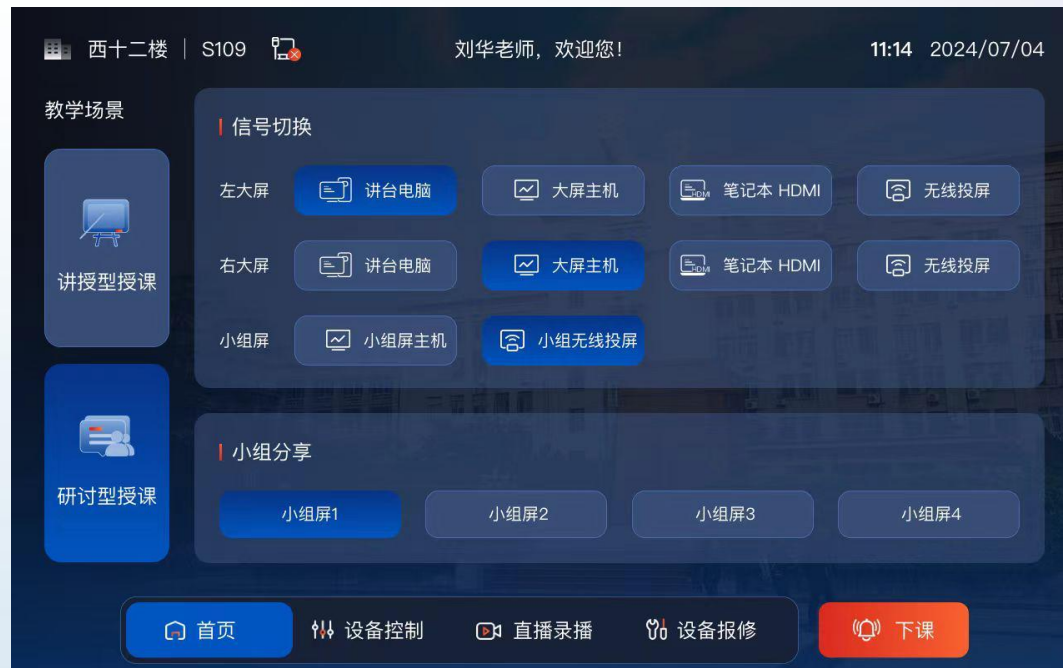 西十二楼 | S109
刘华老师，欢迎您！
11:14 2024/07/04
教学场景
讲授型授课
研讨型授课
信号切换
左大屏 讲台电脑 大屏主机 笔记本 HDMI 无线投屏
右大屏 讲台电脑 大屏主机 笔记本 HDMI 无线投屏
小组屏 小组屏主机 小组无线投屏
小组分享
小组屏1 小组屏2 小组屏3 小组屏4
首页 设备控制 直播录播 设备报修 下课